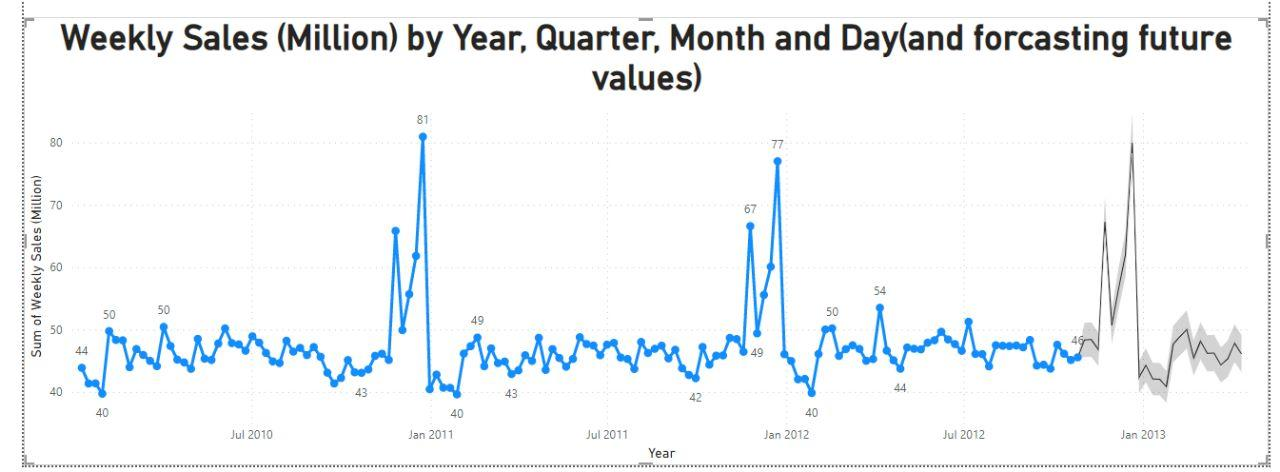 Weekly Sales (Million) by Year, Quarter, Month and Day(and forcasting future
values)
Sum of Weekly Sales (Million)
80
70
60
50
40
44
40
50
50
43
81
40
49
43
42
67
49
77
40
50
54
44
46
Jul 2010
Jan 2011
Jul 2011
Jan 2012
Jul 2012
Jan 2013
Year